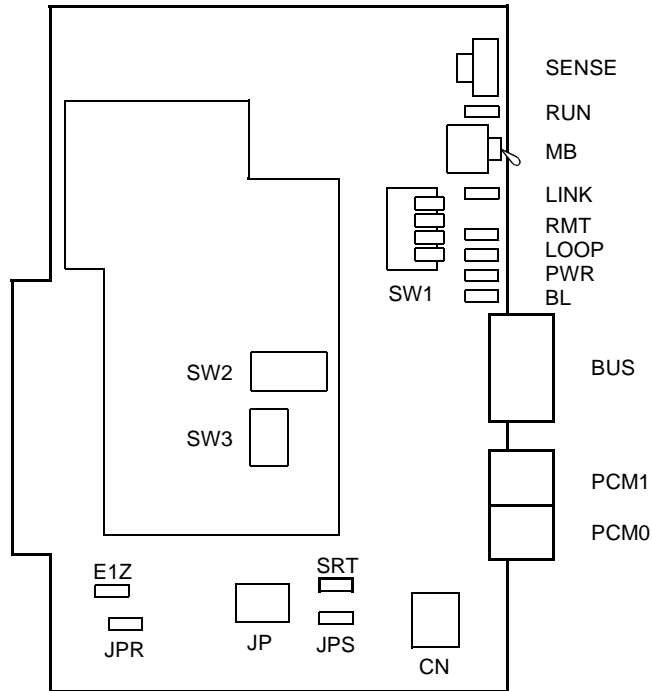 SENSE
RUN
MB
LINK
RMT
LOOP
SW1
PWR
BL
SW2
BUS
SW3
PCM1
PCM0
E1Z
SRT
JPR
JP
JPS
CN